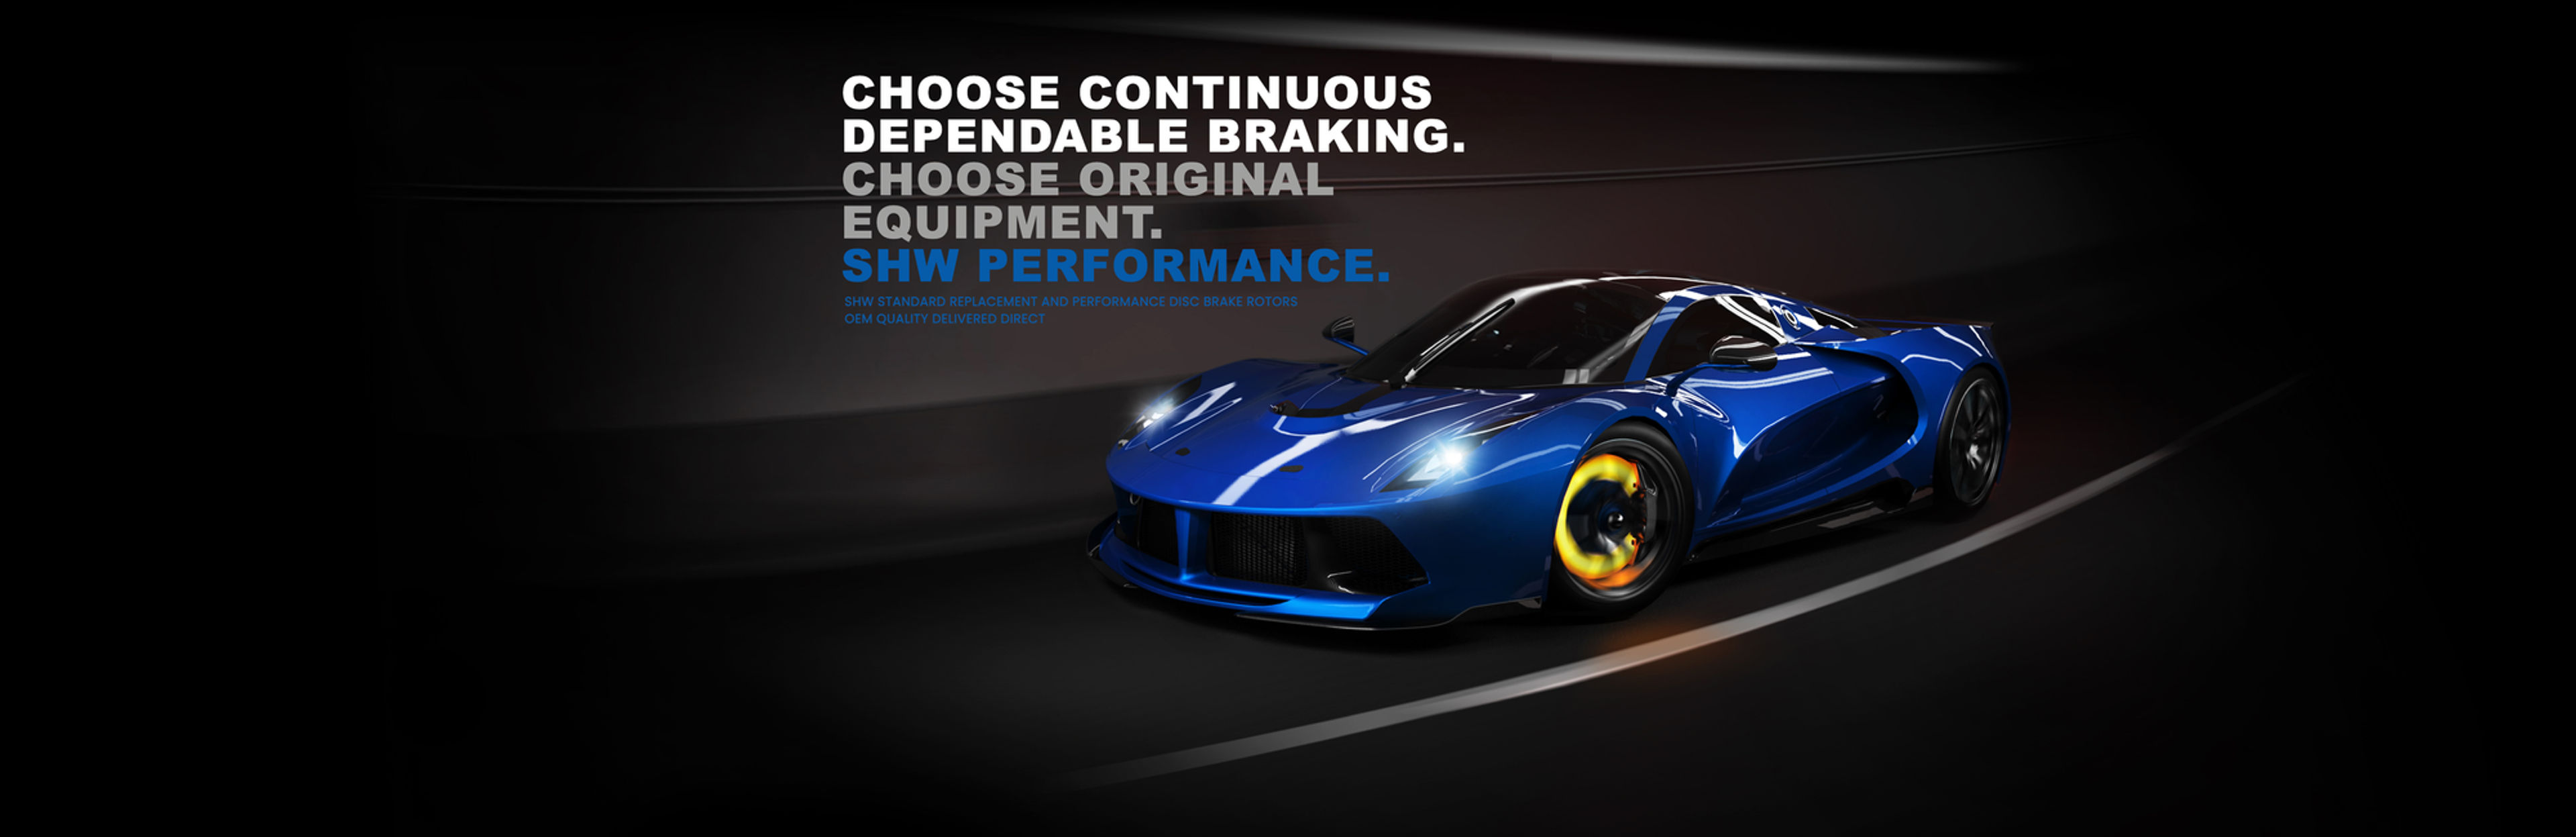 CHOOSE CONTINUOUS
DEPENDABLE BRAKING.
CHOOSE ORIGINAL
EQUIPMENT.
SHW PERFORMANCE.
SHW STANDARD REPLACEMENT AND PERFORMANCE DISC BRAKE ROTORS
OEM QUALITY DELIVERED DIRECT